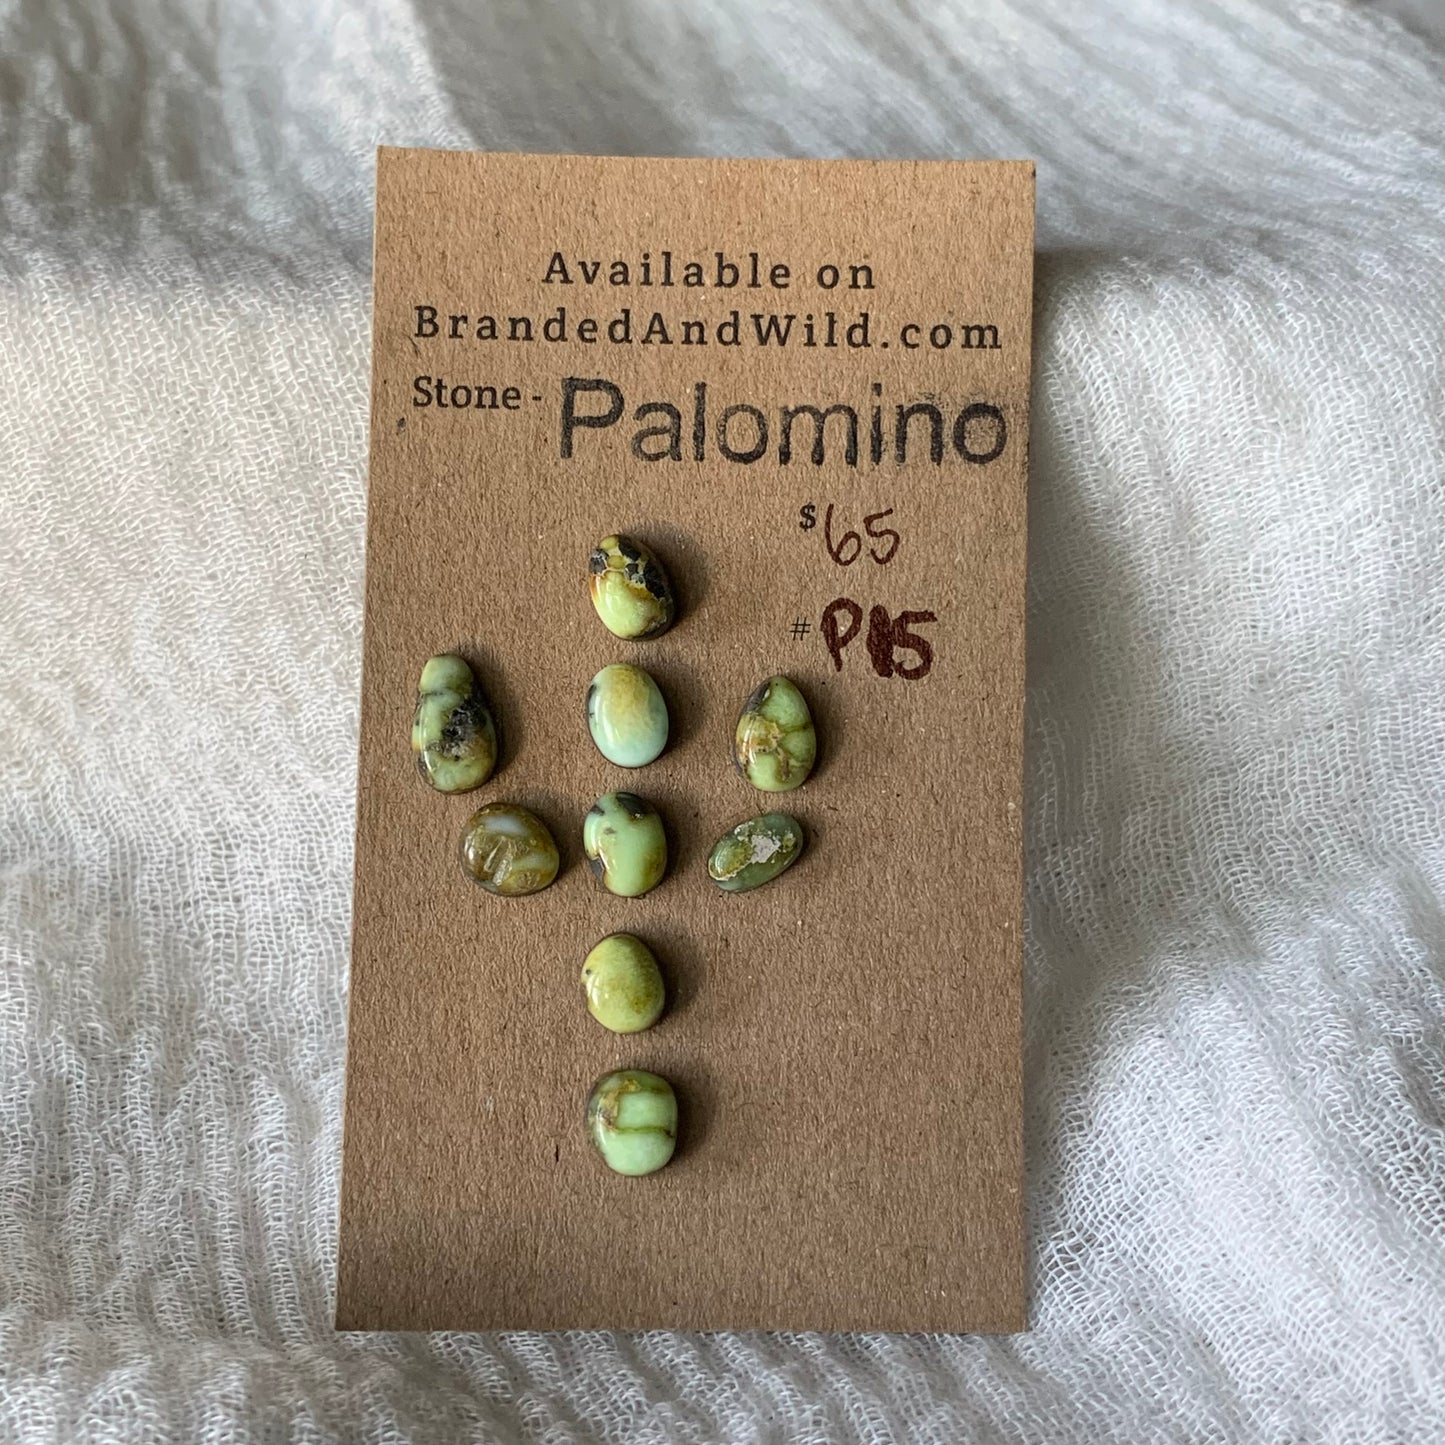 Available on
BrandedAndWild.com
Stone - Palomino
$65
# P15